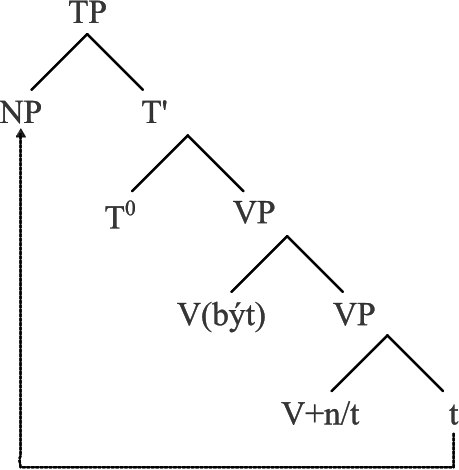 TP
NP T'
T⁰ VP
V(být) VP
V+n/t t